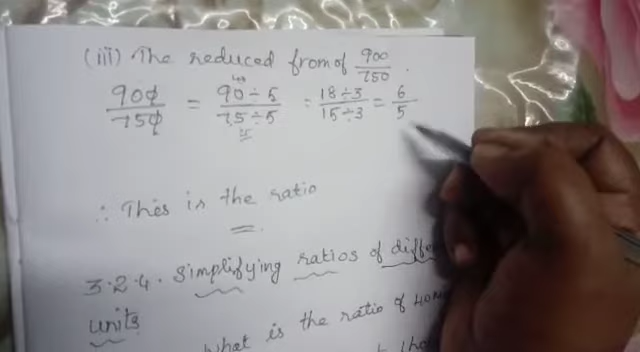 (iii) The reduced from of 900/750.
900/750 = 90÷5/75÷5 = 18÷3/15÷3 = 6/5
∴ This is the ratio
3.2.4. Simplifying ratios of
units
What is the ratio of